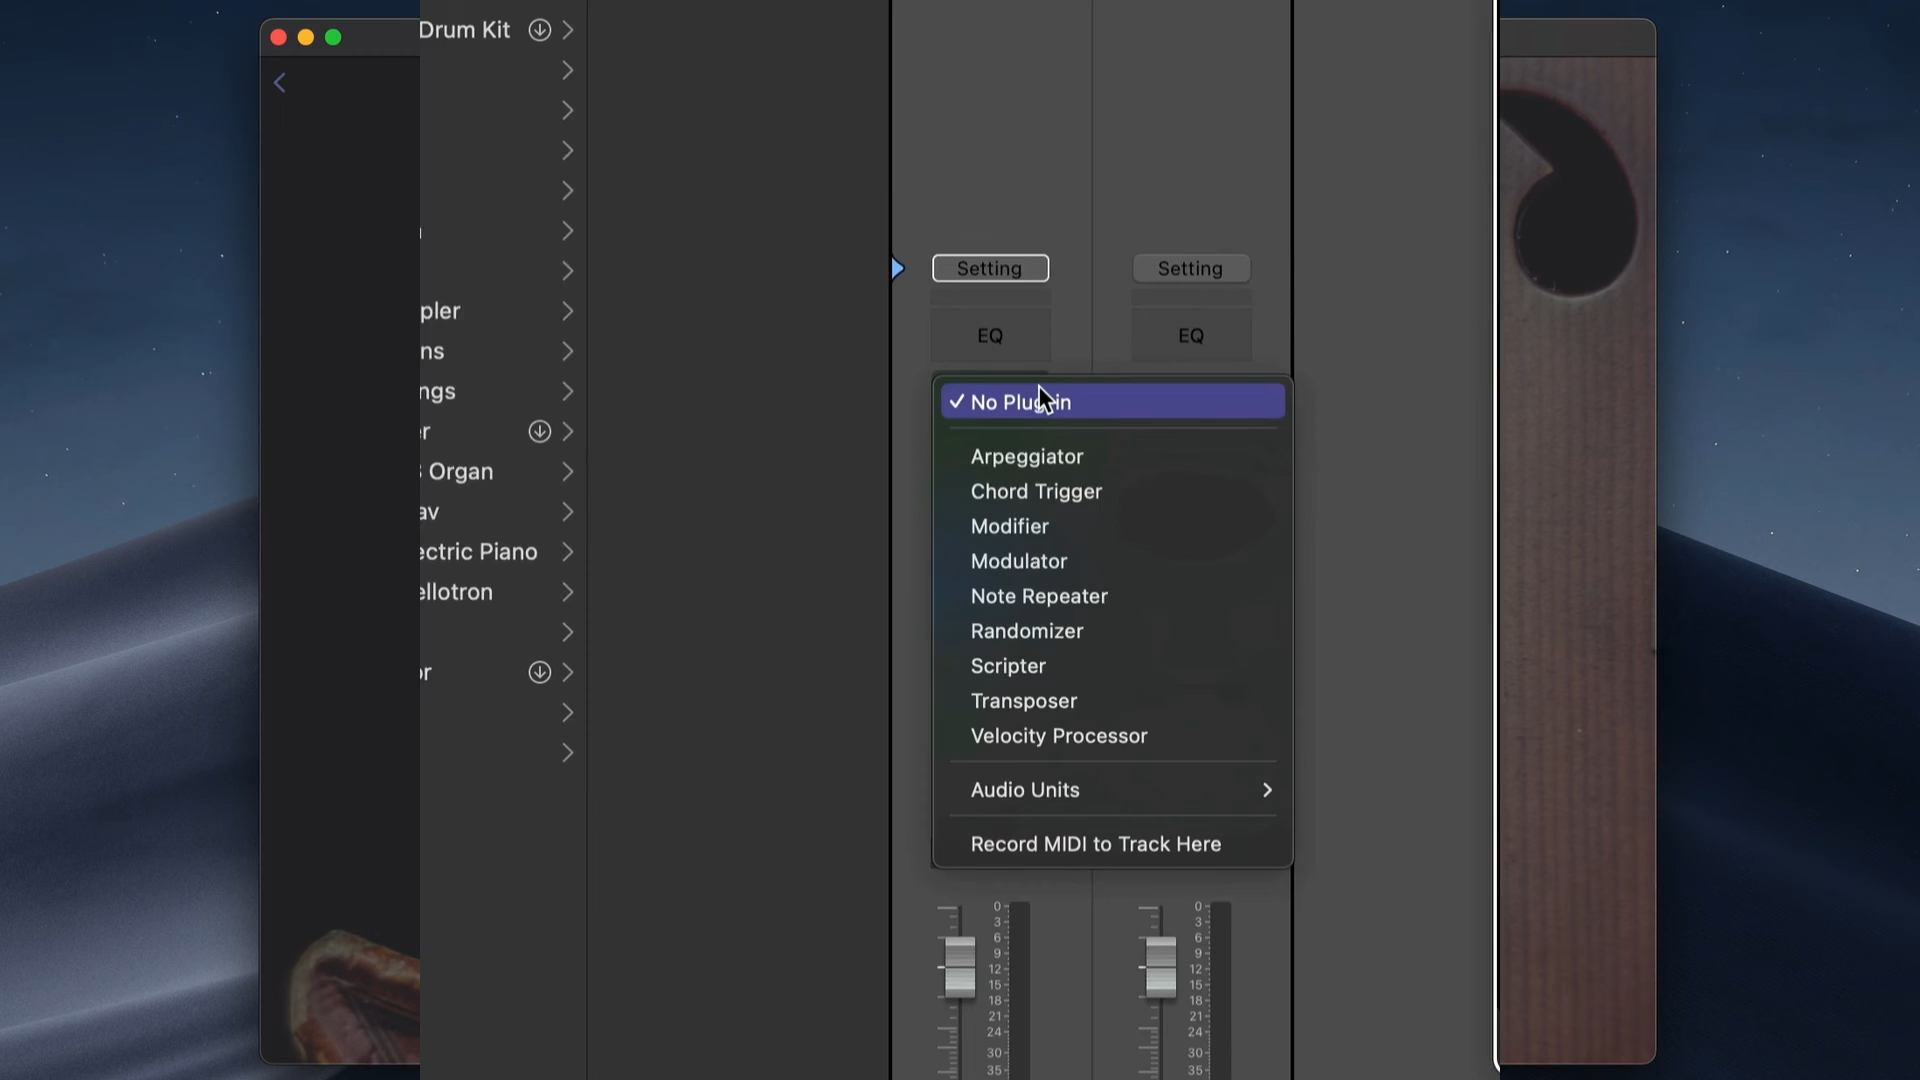 Drum Kit
pler
ns
ngs
r
Organ
av
ectric Piano
ellotron
or
Setting
EQ
Setting
EQ
✓ No Plug-in
Arpeggiator
Chord Trigger
Modifier
Modulator
Note Repeater
Randomizer
Scripter
Transposer
Velocity Processor
Audio Units
Record MIDI to Track Here
0
3
6
9
12
15
18
21
24
30
35
0
3
6
9
12
15
18
21
24
30
35